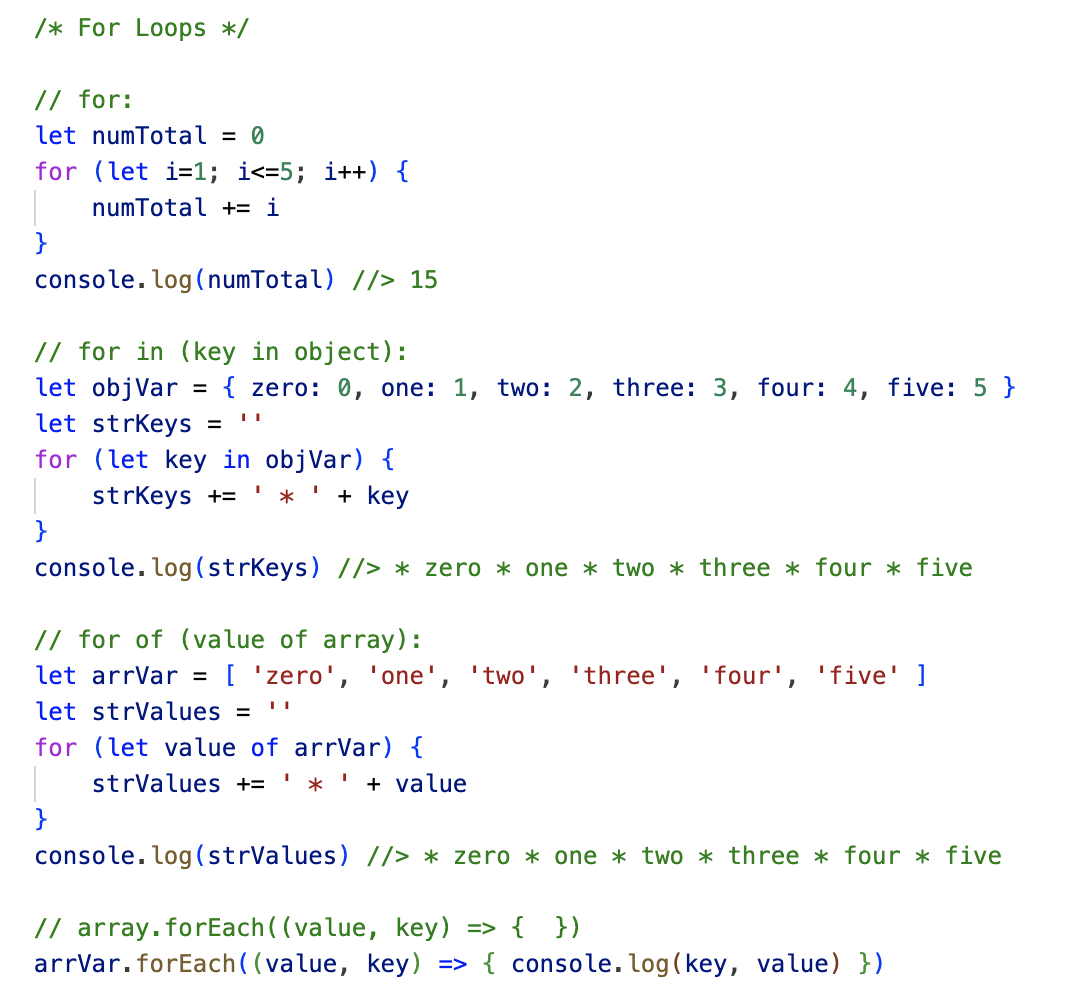 /* For Loops */
// for:
let numTotal = 0
for (let i=1; i<=5; i++) {
    numTotal += i
}
console.log(numTotal) //> 15
// for in (key in object):
let objVar = { zero: 0, one: 1, two: 2, three: 3, four: 4, five: 5 }
let strKeys = ''
for (let key in objVar) {
    strKeys += ' * ' + key
}
console.log(strKeys) //> * zero * one * two * three * four * five
// for of (value of array):
let arrVar = [ 'zero', 'one', 'two', 'three', 'four', 'five' ]
let strValues = ''
for (let value of arrVar) {
    strValues += ' * ' + value
}
console.log(strValues) //> * zero * one * two * three * four * five
// array.forEach((value, key) => {  })
arrVar.forEach((value, key) => { console.log(key, value) })